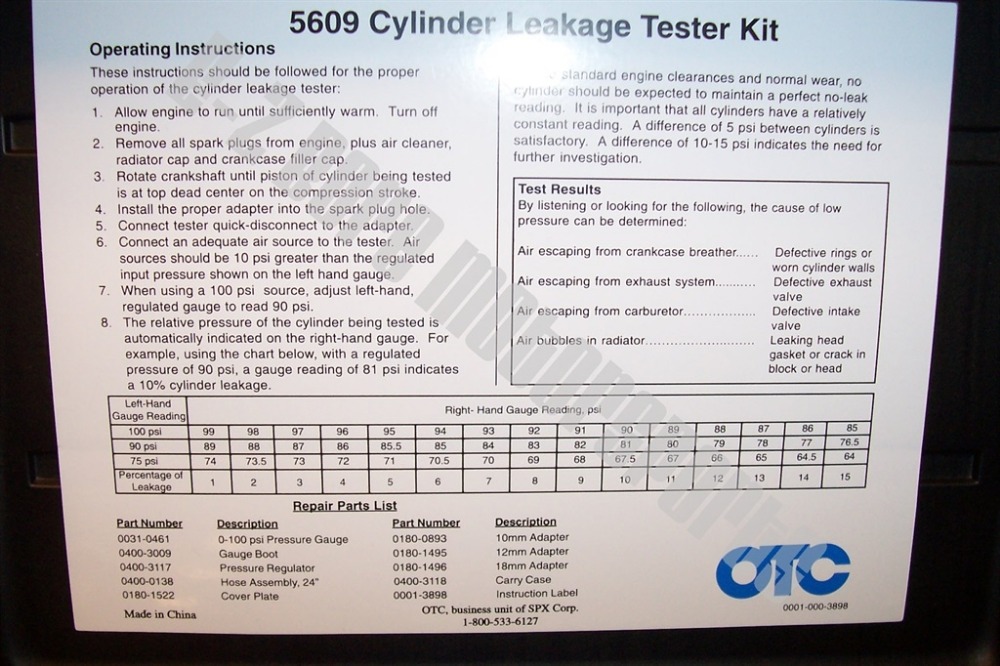 5609 Cylinder Leakage Tester Kit
Operating Instructions
These instructions should be followed for the proper
operation of the cylinder leakage tester:
1. Allow engine to run until sufficiently warm. Turn off
engine.
2. Remove all spark plugs from engine, plus air cleaner,
radiator cap and crankcase filler cap.
3. Rotate crankshaft until piston of cylinder being tested
is at top dead center on the compression stroke.
4. Install the proper adapter into the spark plug hole.
5. Connect tester quick-disconnect to the adapter.
6. Connect an adequate air source to the tester. Air
sources should be 10 psi greater than the regulated
input pressure shown on the left hand gauge.
7. When using a 100 psi source, adjust left-hand,
regulated gauge to read 90 psi.
8. The relative pressure of the cylinder being tested is
automatically indicated on the right-hand gauge. For
example, using the chart below, with a regulated
pressure of 90 psi, a gauge reading of 81 psi indicates
a 10% cylinder leakage.
standard engine clearances and normal wear, no
cylinder should be expected to maintain a perfect no-leak
reading. It is important that all cylinders have a relatively
constant reading. A difference of 5 psi between cylinders is
satisfactory. A difference of 10-15 psi indicates the need for
further investigation.
Test Results
By listening or looking for the following, the cause of low
pressure can be determined:
Air escaping from crankcase breather...... Defective rings or
worn cylinder walls
Air escaping from exhaust system........... Defective exhaust
valve
Air escaping from carburetor.................. Defective intake
valve
Air bubbles in radiator........................... Leaking head
gasket or crack in
block or head
Left-Hand
Gauge Reading
Right- Hand Gauge Reading, psi
100 psi 99 98 97 96 95 94 93 92 91 90 89 88 87 86 85
90 psi 89 88 87 86 85.5 85 84 83 82 81 80 79 78 77 76.5
75 psi 74 73.5 73 72 71 70.5 70 69 68 67.5 67 66 65 64.5 64
Percentage of
Leakage 1 2 3 4 5 6 7 8 9 10 11 12 13 14 15
Repair Parts List
Part Number Description Part Number Description
0031-0461 0-100 psi Pressure Gauge 0180-0893 10mm Adapter
0400-3009 Gauge Boot 0180-1495 12mm Adapter
0400-3117 Pressure Regulator 0180-1496 18mm Adapter
0400-0138 Hose Assembly, 24" 0400-3118 Carry Case
0180-1522 Cover Plate 0001-3898 Instruction Label
Made in China
OTC, business unit of SPX Corp.
1-800-533-6127
OTC
0001-000-3898